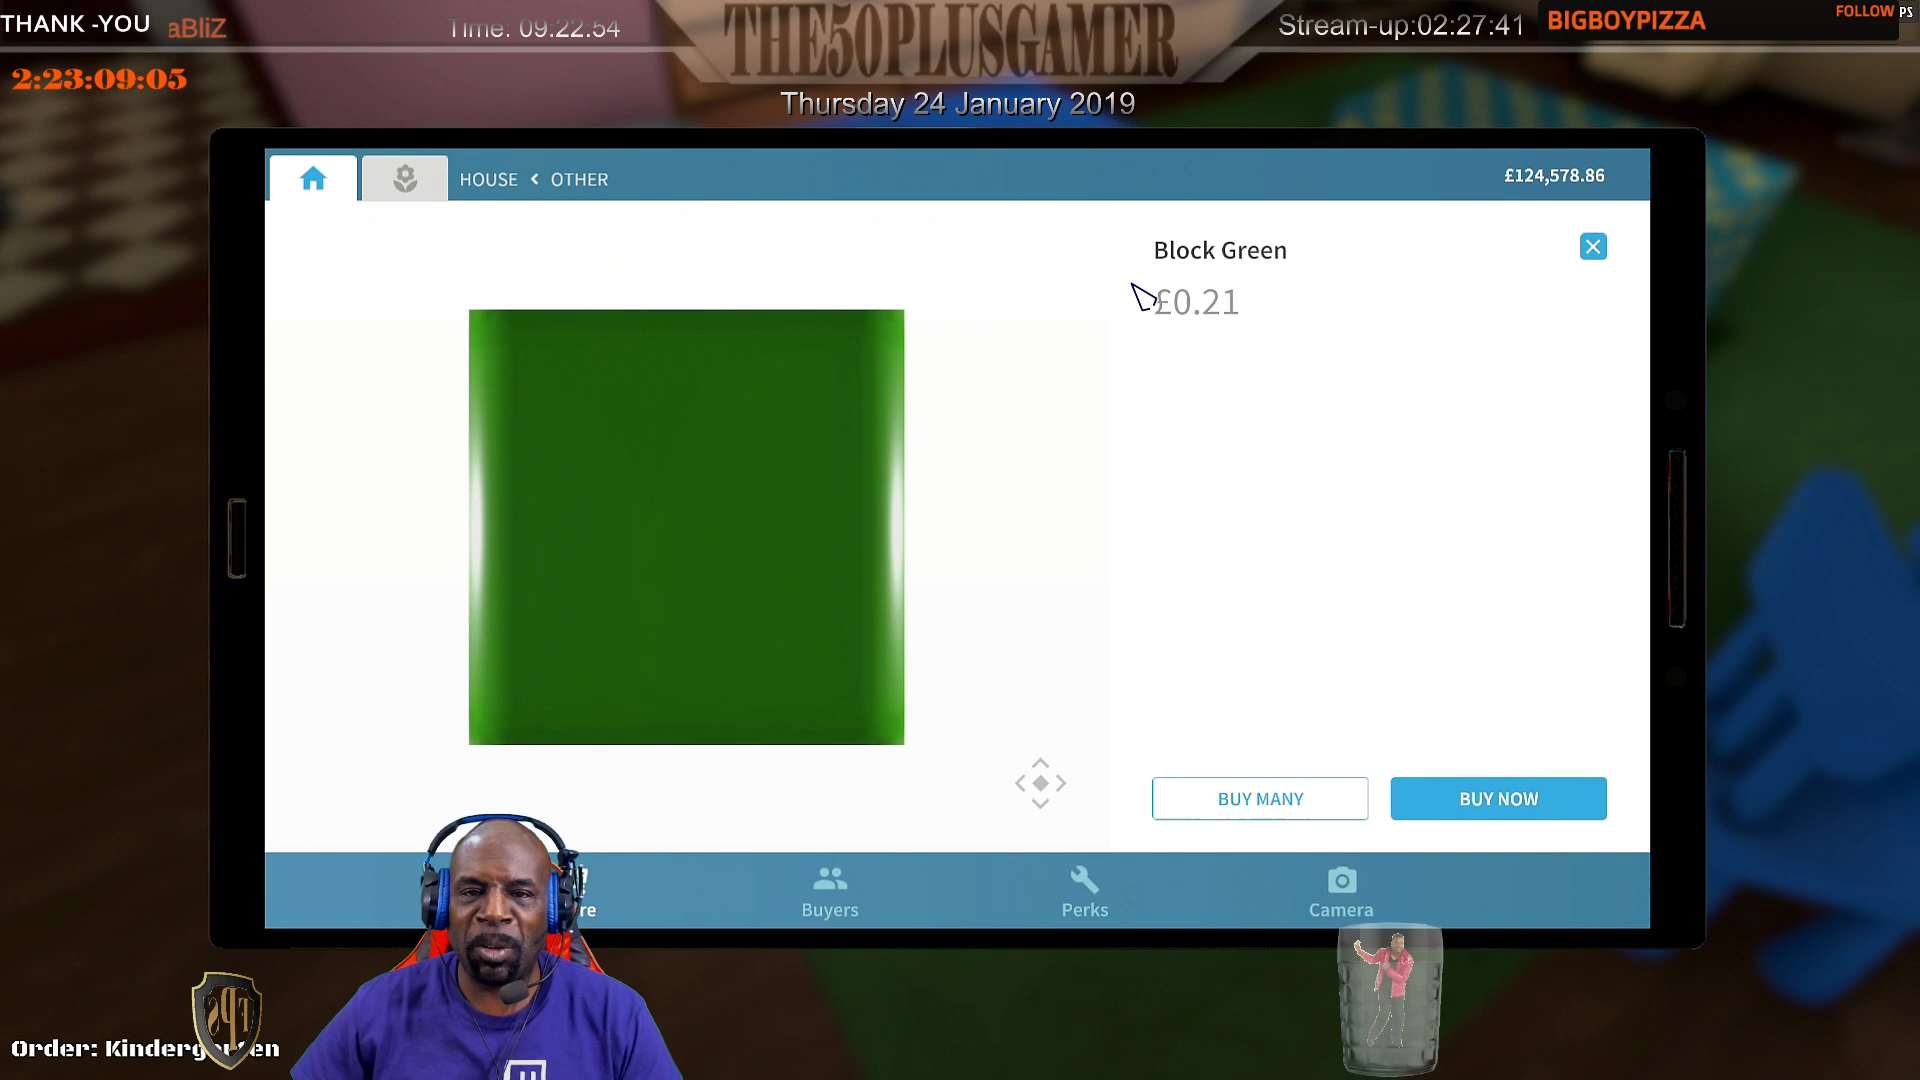 THANK -YOU aBliZ
Time: 09:22:54
THE50PLUSGAMER
Stream-up:02:27:41
BIGBOYPIZZA
FOLLOW PS
2:23:09:05
Thursday 24 January 2019
HOUSE < OTHER
£124,578.86
Block Green
£0.21
BUY MANY
BUY NOW
re
Buyers
Perks
Camera